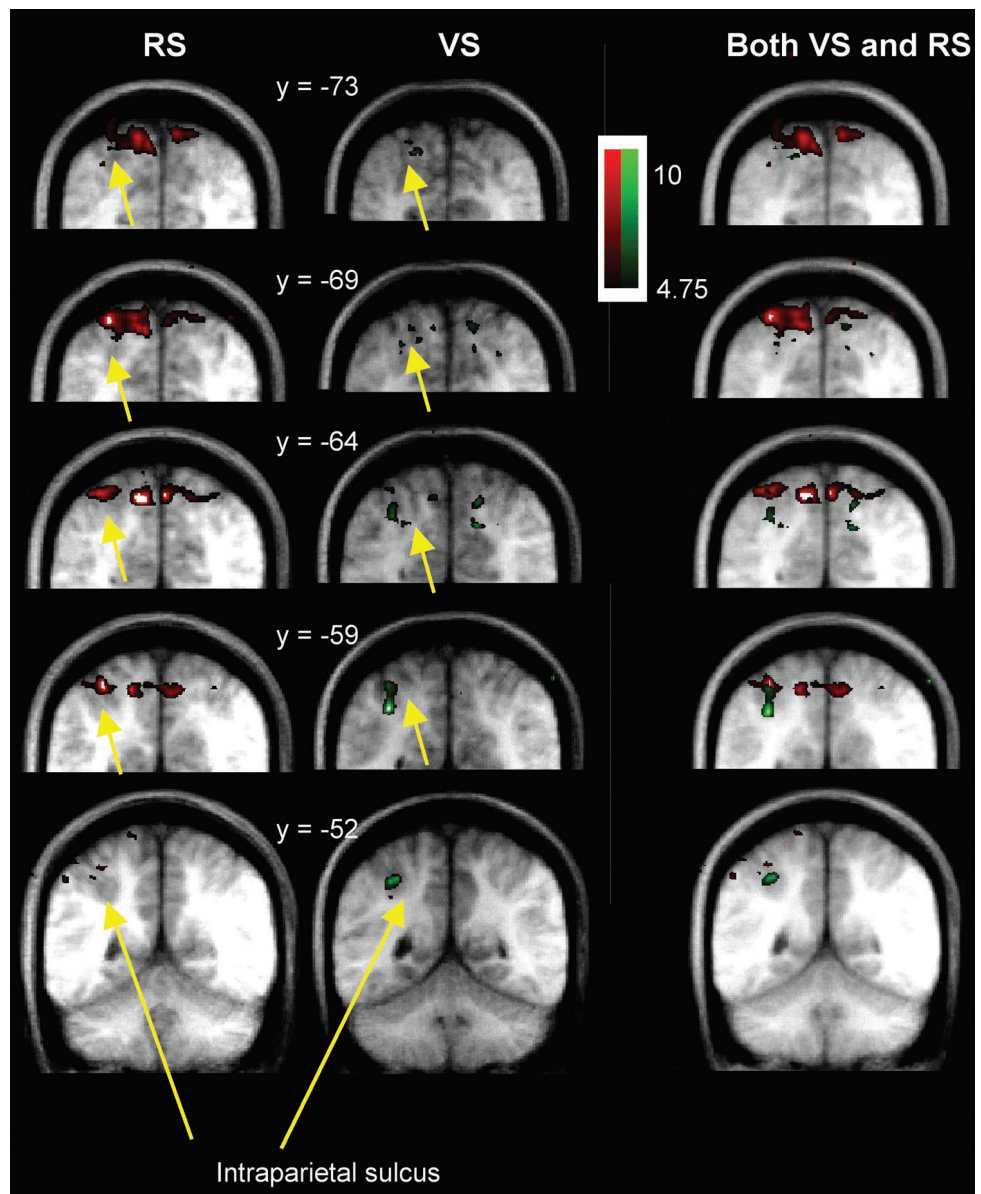 RS
VS
Both VS and RS
y = -73
10
4.75
y = -69
y = -64
y = -59
y = -52
Intraparietal sulcus